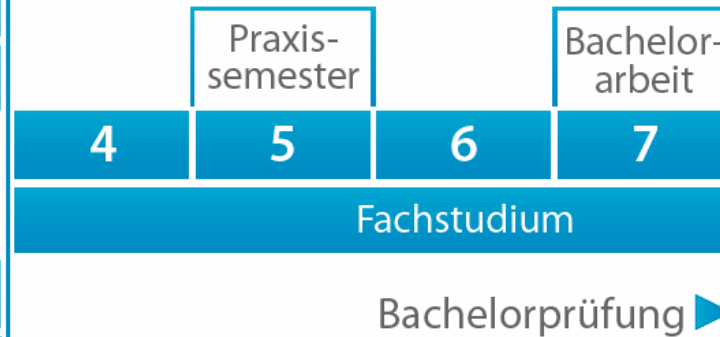 Praxis-
semester
Bachelor-
arbeit
4 5 6 7
Fachstudium
Bachelorprüfung